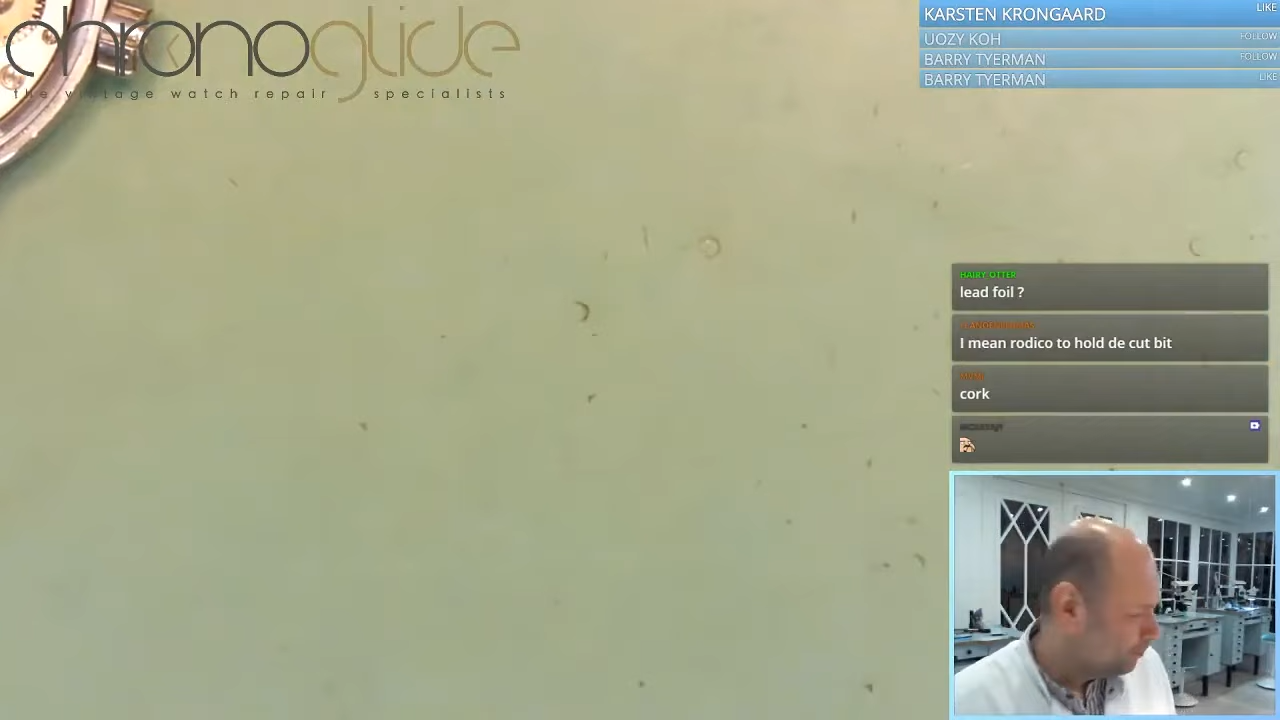 chronoglide
the vintage watch repair specialists
KARSTEN KRONGAARD LIKE
UOZY KOH FOLLOW
BARRY TYERMAN FOLLOW
BARRY TYERMAN LIKE
HAIRY OTTER
lead foil ?
I mean rodico to hold de cut bit
cork